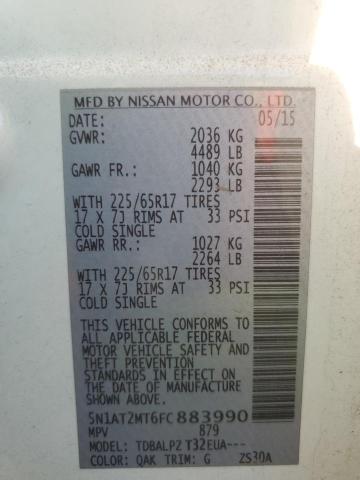 MFD BY NISSAN MOTOR CO., LTD.
DATE: 05/15
GVWR: 2036 KG
4489 LB
GAWR FR.: 1040 KG
2293 LB
WITH 225/65R17 TIRES
17 X 7J RIMS AT 33 PSI
COLD SINGLE
GAWR RR.: 1027 KG
2264 LB
WITH 225/65R17 TIRES
17 X 7J RIMS AT 33 PSI
COLD SINGLE
THIS VEHICLE CONFORMS TO
ALL APPLICABLE FEDERAL
MOTOR VEHICLE SAFETY AND
THEFT PREVENTION
STANDARDS IN EFFECT ON
THE DATE OF MANUFACTURE
SHOWN ABOVE.
5N1AT2MT6FC883990
MPV 879
MODEL: TDBALPZ T32EUA---
COLOR: QAK TRIM: G ZS30A